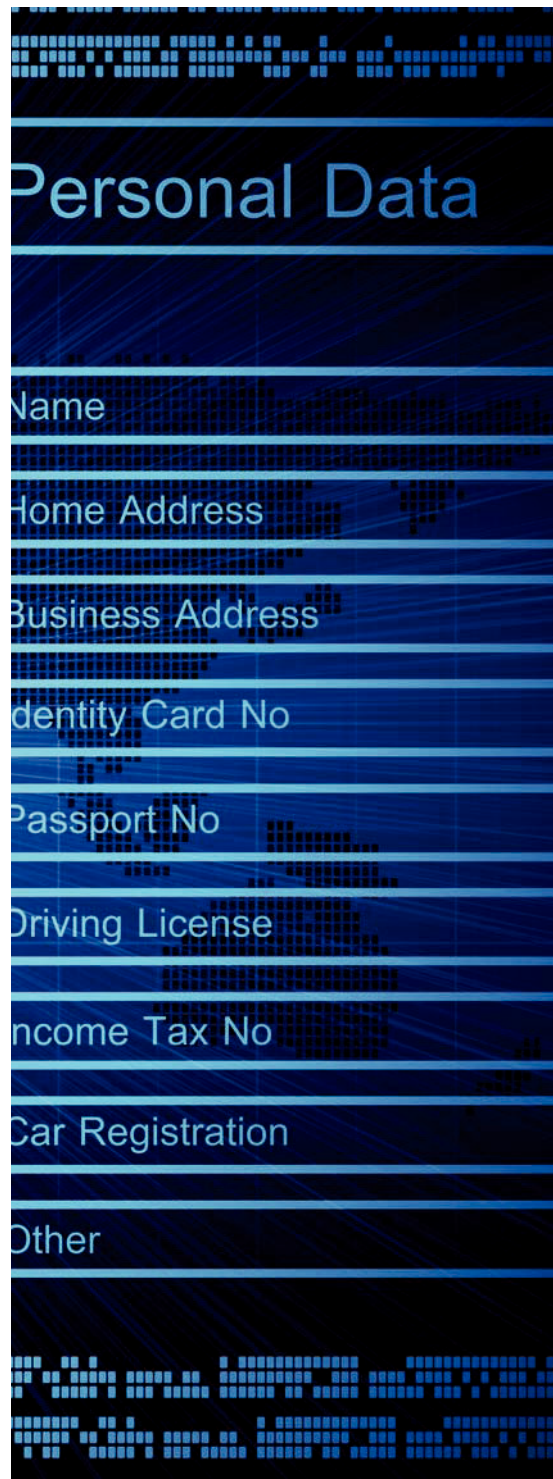 Personal Data
Name
Home Address
Business Address
Identity Card No
Passport No
Driving License
Income Tax No
Car Registration
Other